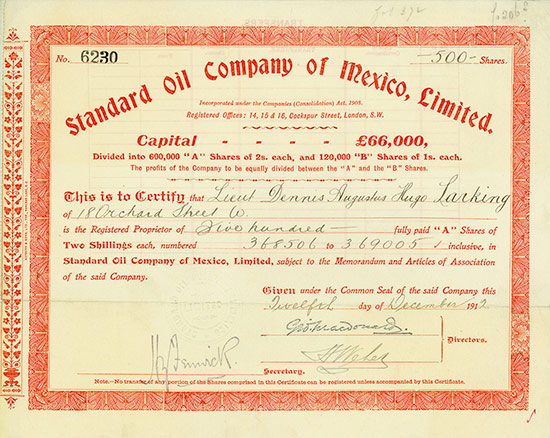 No. 6230
-500- Shares.
Standard Oil Company of Mexico, Limited.
Incorporated under the Companies (Consolidation) Act, 1908.
Registered Offices: 14, 15 & 16, Cockspur Street, London, S.W.
Capital - - - - £66,000,
Divided into 600,000 "A" Shares of 2s. each, and 120,000 "B" Shares of 1s. each.
The profits of the Company to be equally divided between the "A" and the "B" Shares.
This is to Certify that Lieut Dennis Augustus Hugo Larking
of 18 Orchard Street W.
is the Registered Proprietor of Five hundred — fully paid "A" Shares of
Two Shillings each, numbered 368506 to 369005 inclusive, in
Standard Oil Company of Mexico, Limited, subject to the Memorandum and Articles of Association
of the said Company.
Given under the Common Seal of the said Company this
Twelfth day of December 1912
Directors.
Secretary.
Note.—No transfer of any portion of the Shares comprised in this Certificate can be registered unless accompanied by this Certificate.